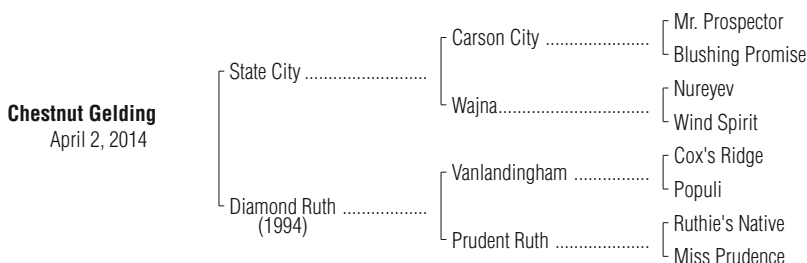 Mr. Prospector
Carson City ......................
Blushing Promise
State City ..........................
Nureyev
Wajna................................
Wind Spirit
Chestnut Gelding
April 2, 2014
Cox's Ridge
Vanlandingham ................
Populi
Diamond Ruth ..................
(1994)
Ruthie's Native
Prudent Ruth ....................
Miss Prudence